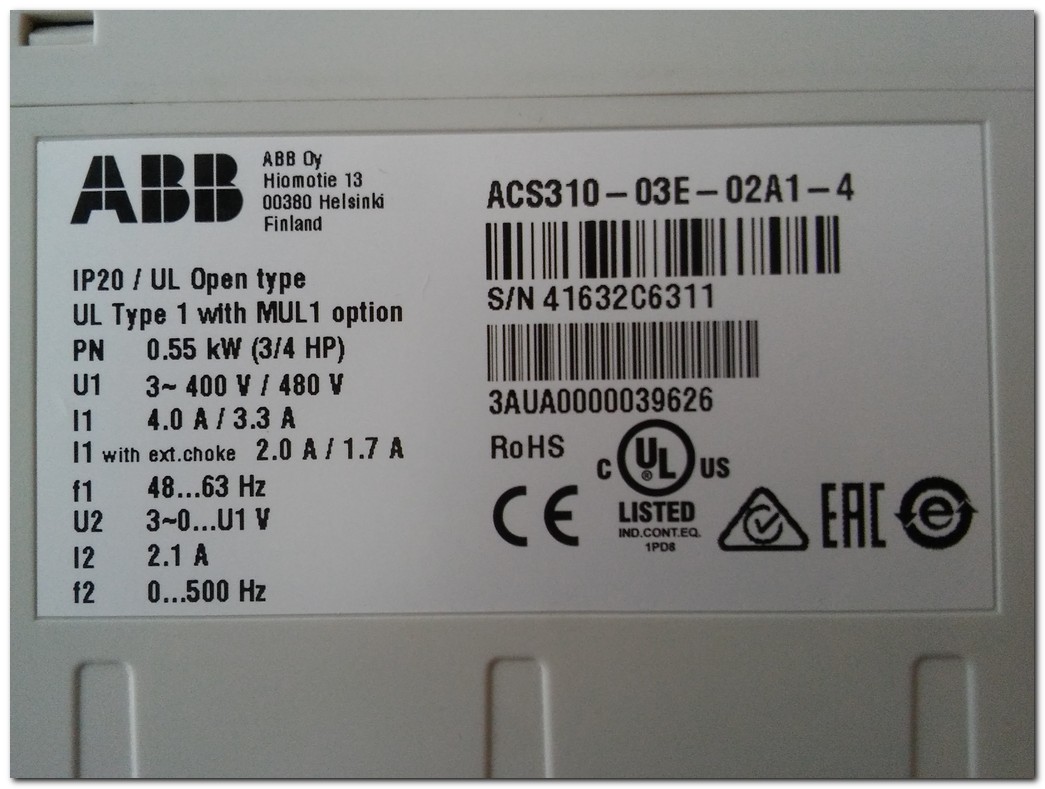 ABB
ABB Oy
Hiomotie 13
00380 Helsinki
Finland
IP20 / UL Open type
UL Type 1 with MUL1 option
PN 0.55 kW (3/4 HP)
U1 3~ 400 V / 480 V
I1 4.0 A / 3.3 A
I1 with ext.choke 2.0 A / 1.7 A
f1 48...63 Hz
U2 3~0...U1 V
I2 2.1 A
f2 0...500 Hz
ACS310-03E-02A1-4
S/N 41632C6311
3AUA0000039626
RoHS
C UL ® US
LISTED
IND.CONT.EQ.
1PD8
CE
EAC
e